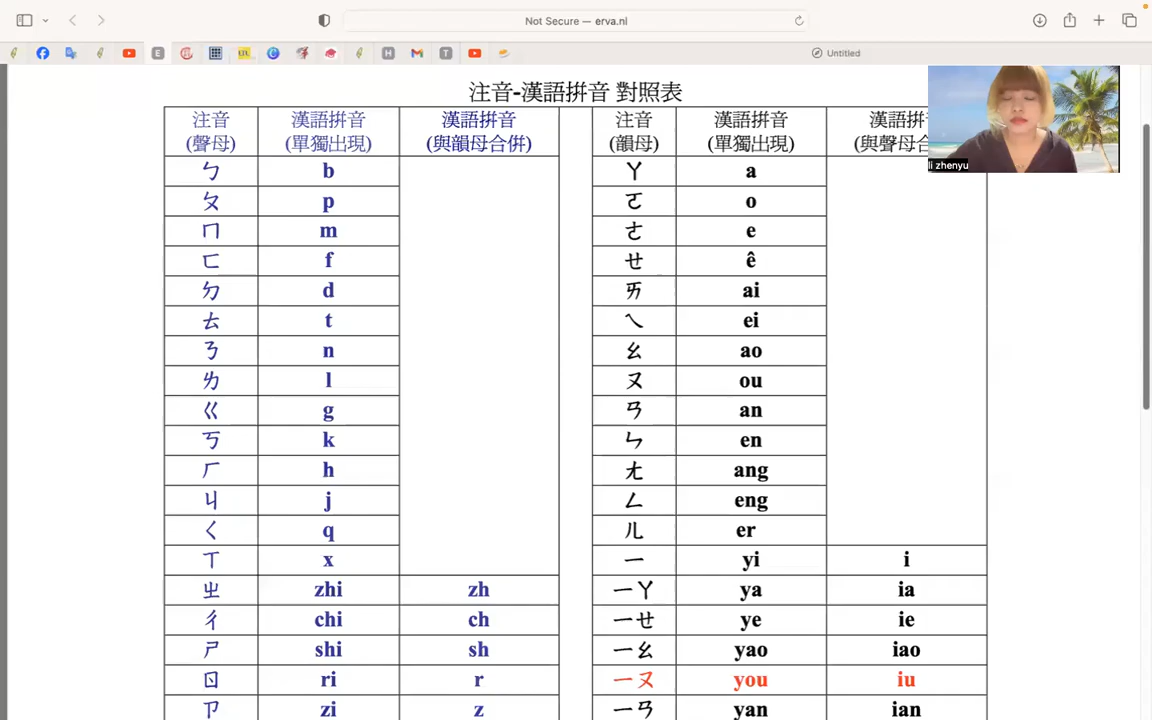 Not Secure — erva.nl
Untitled
注音-漢語拼音 對照表
注音 漢語拼音 漢語拼音 注音 漢語拼音 漢語拼
(聲母) (單獨出現) (與韻母合併) (韻母) (單獨出現) (與聲母合
li zhenyu
ㄅ b ㄚ a
ㄆ p ㄛ o
ㄇ m ㄜ e
ㄈ f ㄝ ê
ㄉ d ㄞ ai
ㄊ t ㄟ ei
ㄋ n ㄠ ao
ㄌ l ㄡ ou
ㄍ g ㄢ an
ㄎ k ㄣ en
ㄏ h ㄤ ang
ㄐ j ㄥ eng
ㄑ q ㄦ er
ㄒ x ㄧ yi i
ㄓ zhi zh ㄧㄚ ya ia
ㄔ chi ch ㄧㄝ ye ie
ㄕ shi sh ㄧㄠ yao iao
ㄖ ri r ㄧㄡ you iu
ㄗ zi z ㄧㄢ yan ian